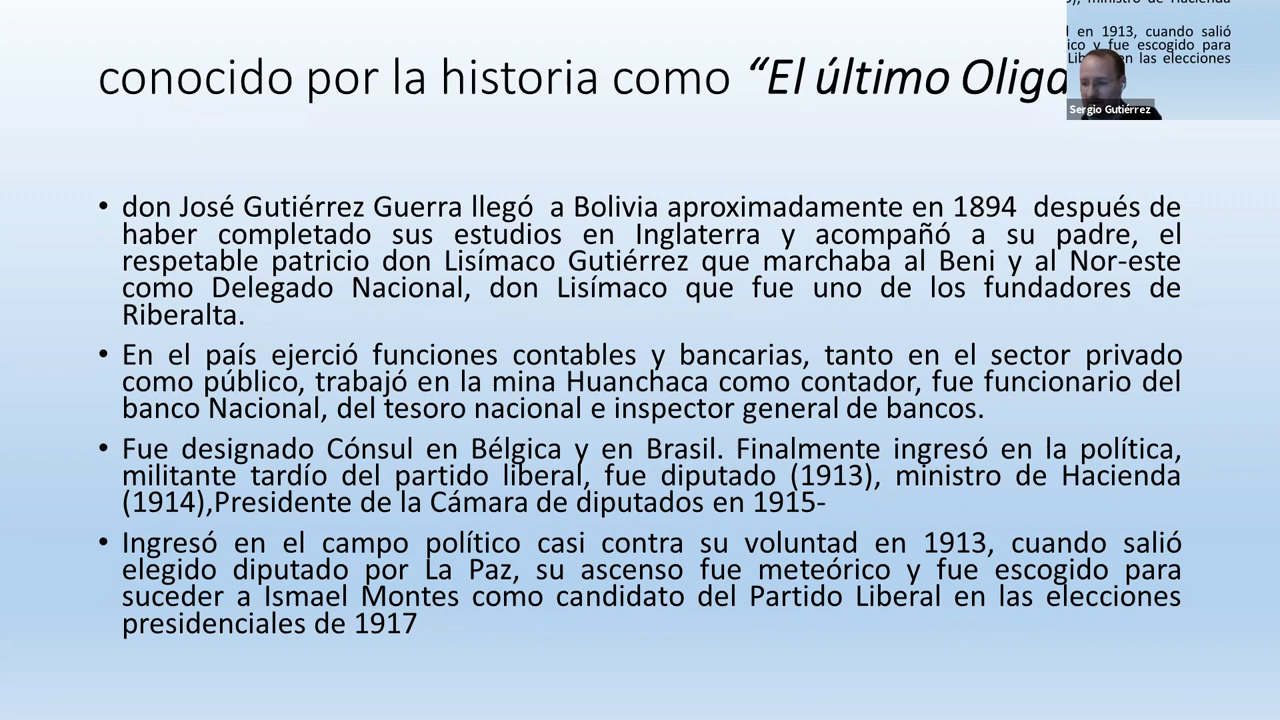 conocido por la historia como “El último Oliga
don José Gutiérrez Guerra llegó a Bolivia aproximadamente en 1894 después de
haber completado sus estudios en Inglaterra y acompañó a su padre, el
respetable patricio don Lisímaco Gutiérrez que marchaba al Beni y al Nor-este
como Delegado Nacional, don Lisímaco que fue uno de los fundadores de
Riberalta.
En el país ejerció funciones contables y bancarias, tanto en el sector privado
como público, trabajó en la mina Huanchaca como contador, fue funcionario del
banco Nacional, del tesoro nacional e inspector general de bancos.
Fue designado Cónsul en Bélgica y en Brasil. Finalmente ingresó en la política,
militante tardío del partido liberal, fue diputado (1913), ministro de Hacienda
(1914),Presidente de la Cámara de diputados en 1915-
Ingresó en el campo político casi contra su voluntad en 1913, cuando salió
elegido diputado por La Paz, su ascenso fue meteórico y fue escogido para
suceder a Ismael Montes como candidato del Partido Liberal en las elecciones
presidenciales de 1917
en 1913, cuando salió
ico y fue escogido para
en las elecciones
Sergio Gutiérrez